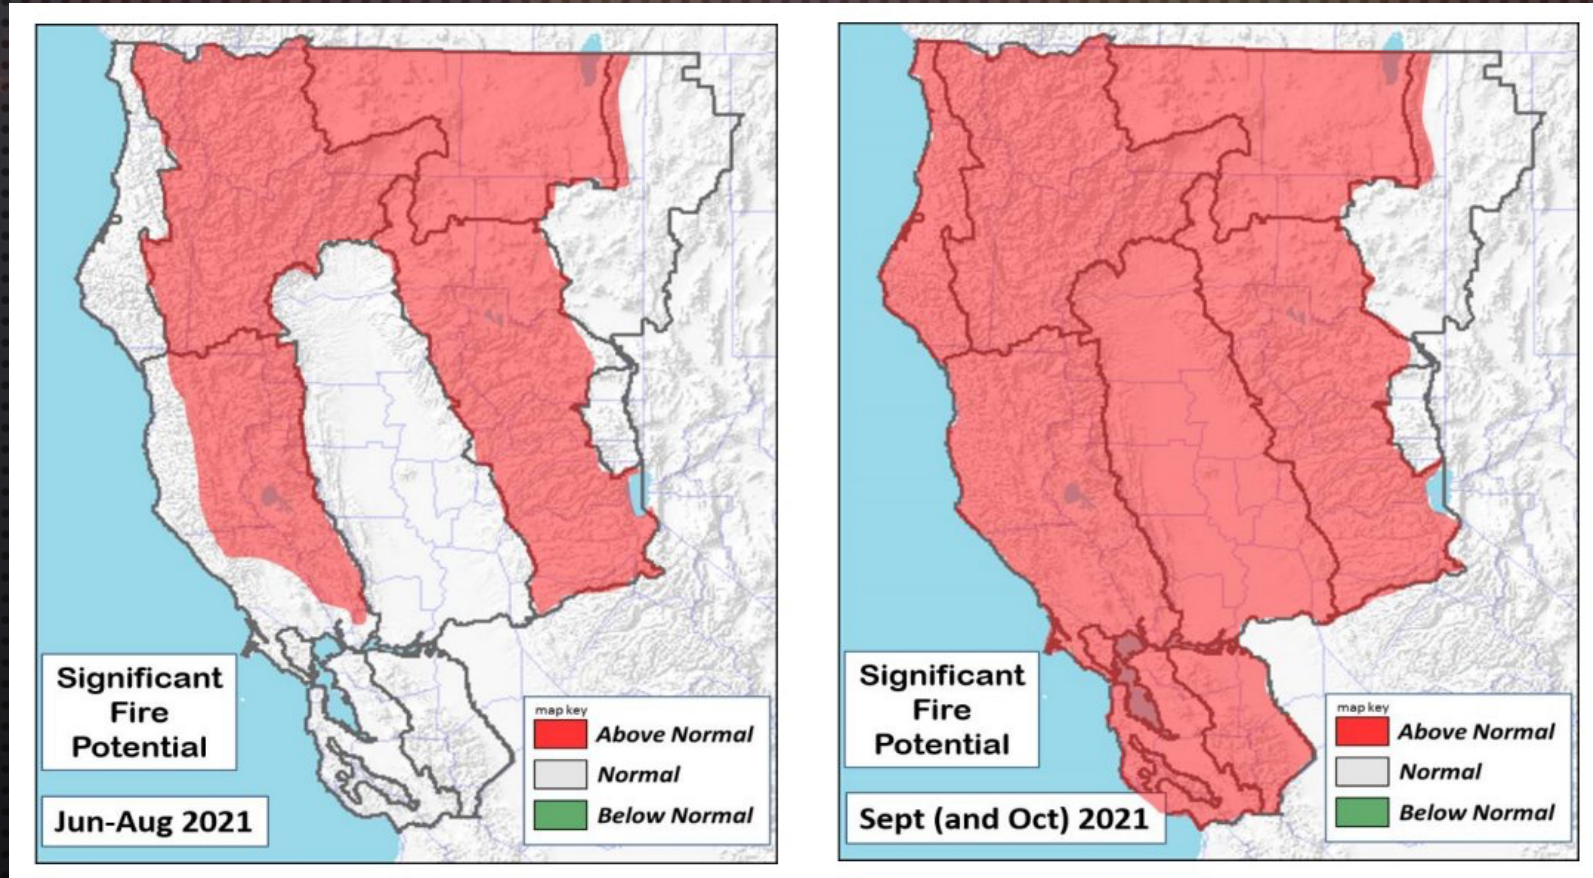 Significant
Fire
Potential
Jun-Aug 2021
map key
Above Normal
Normal
Below Normal
Significant
Fire
Potential
Sept (and Oct) 2021
map key
Above Normal
Normal
Below Normal